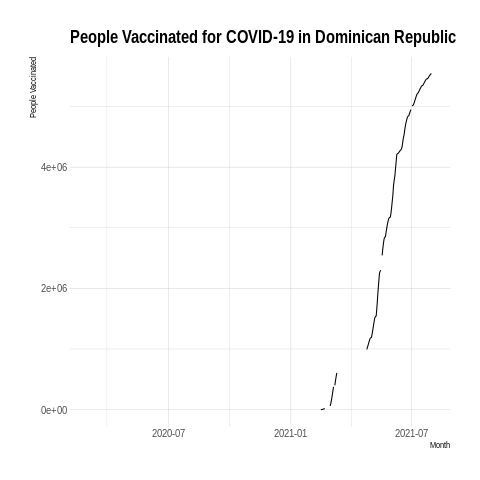 People Vaccinated for COVID-19 in Dominican Republic
People Vaccinated
4e+06
2e+06
0e+00
2020-07 2021-01 2021-07
Month